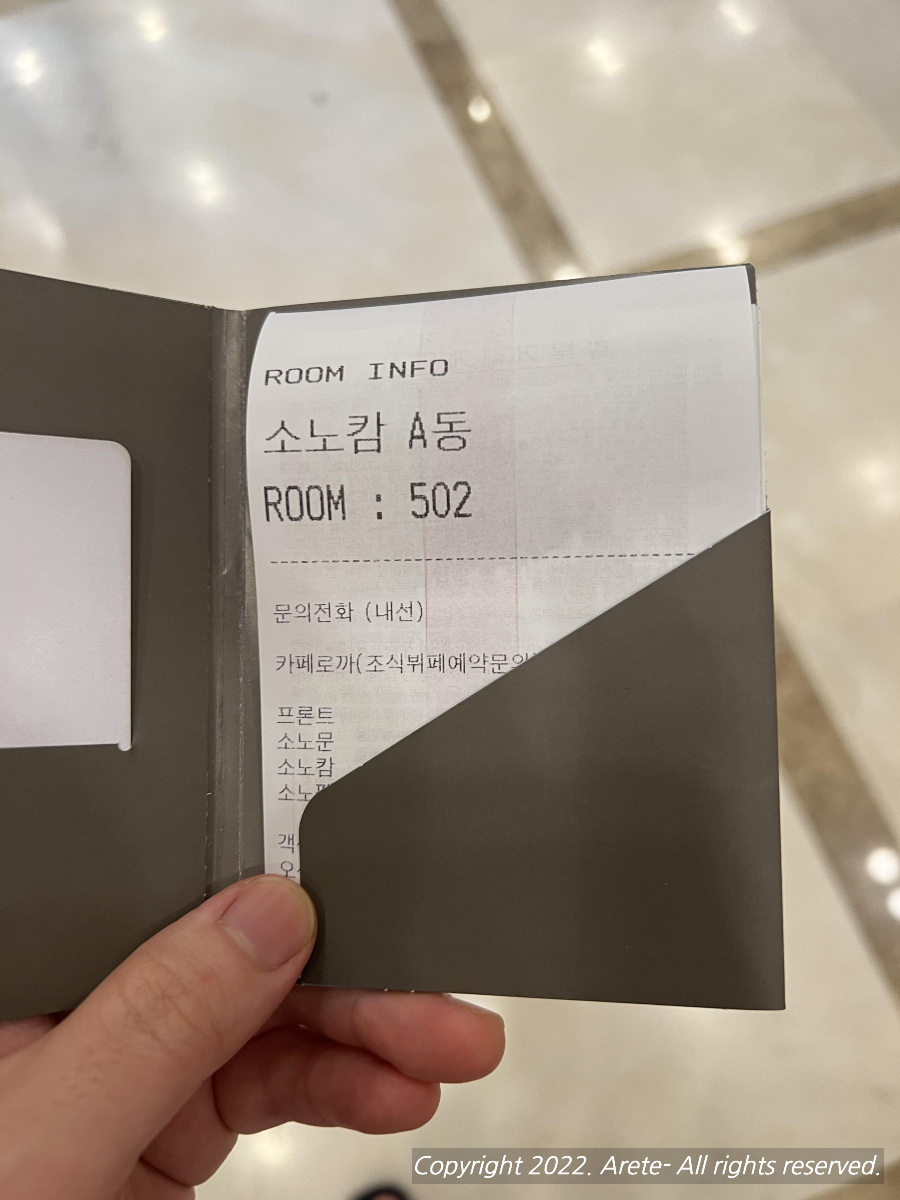 ROOM INFO
소노캄 A동
ROOM : 502
문의전화 (내선)
카페로까(조식뷔페예약문의
프론트
소노문
소노캄
Copyright 2022. Arete- All rights reserved.